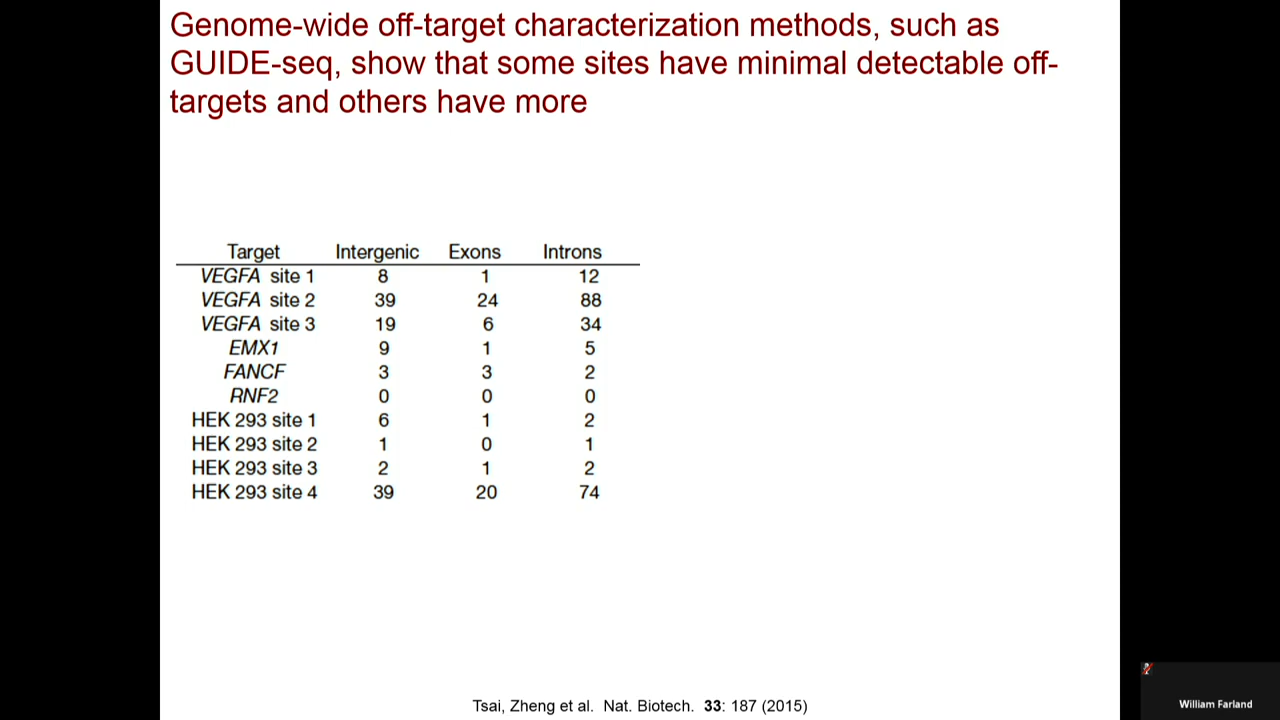 Genome-wide off-target characterization methods, such as
GUIDE-seq, show that some sites have minimal detectable off-
targets and others have more
Target Intergenic Exons Introns
VEGFA site 1 8 1 12
VEGFA site 2 39 24 88
VEGFA site 3 19 6 34
EMX1 9 1 5
FANCF 3 3 2
RNF2 0 0 0
HEK 293 site 1 6 1 2
HEK 293 site 2 1 0 1
HEK 293 site 3 2 1 2
HEK 293 site 4 39 20 74
Tsai, Zheng et al. Nat. Biotech. 33: 187 (2015)
William Farland